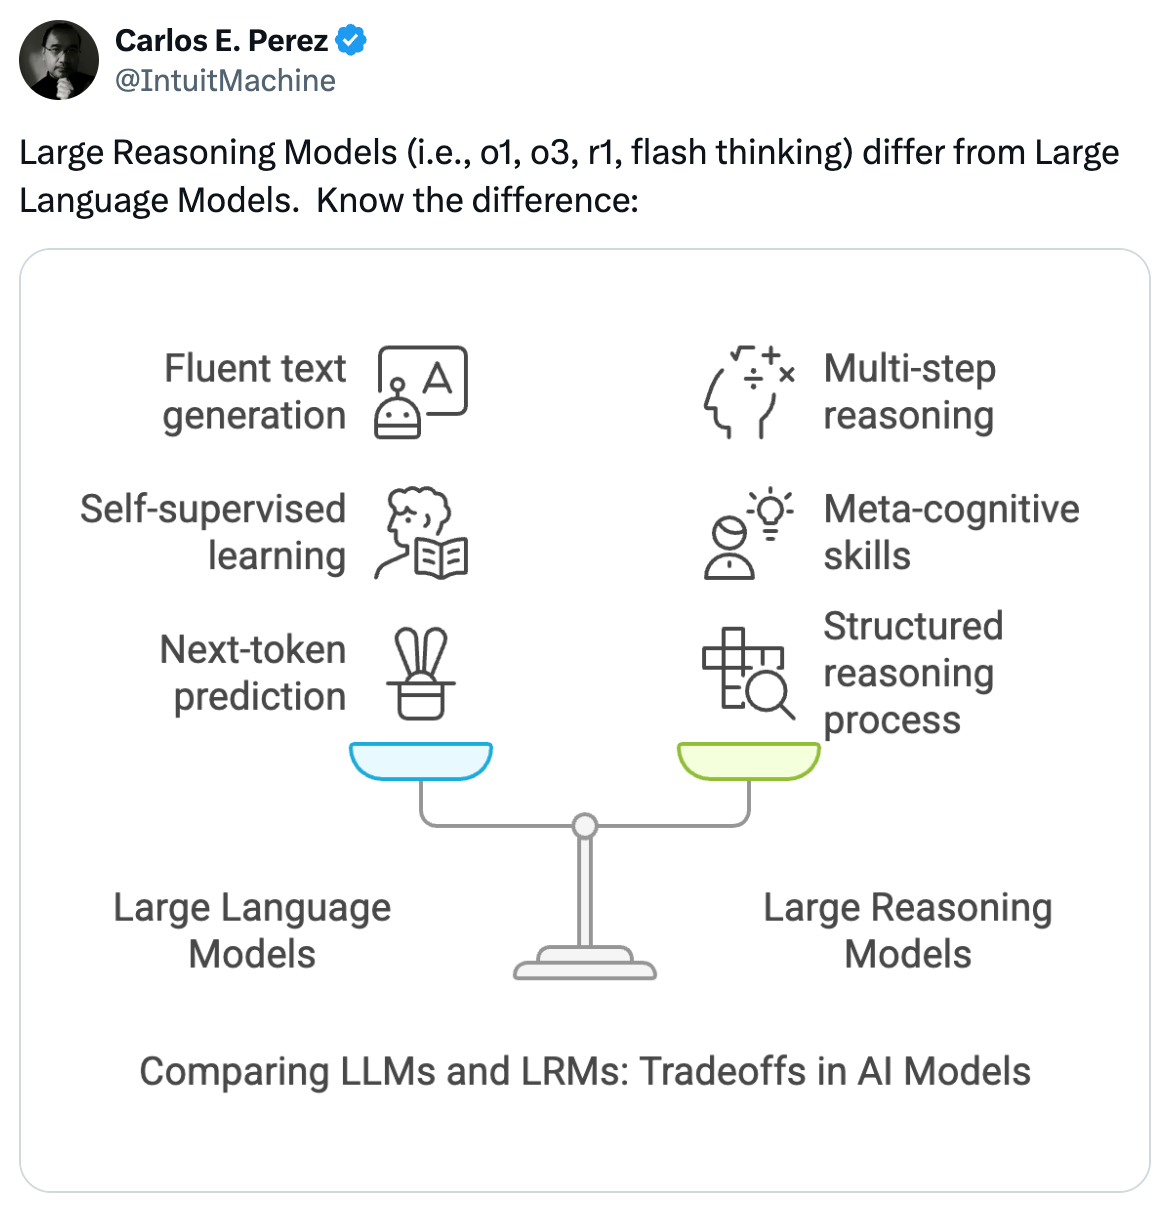 Carlos E. Perez
@IntuitMachine
Large Reasoning Models (i.e., o1, o3, r1, flash thinking) differ from Large
Language Models.  Know the difference:
Fluent text
generation
A
Multi-step
reasoning
Self-supervised
learning
Meta-cognitive
skills
Next-token
prediction
Structured
reasoning
process
Large Language
Models
Large Reasoning
Models
Comparing LLMs and LRMs: Tradeoffs in AI Models